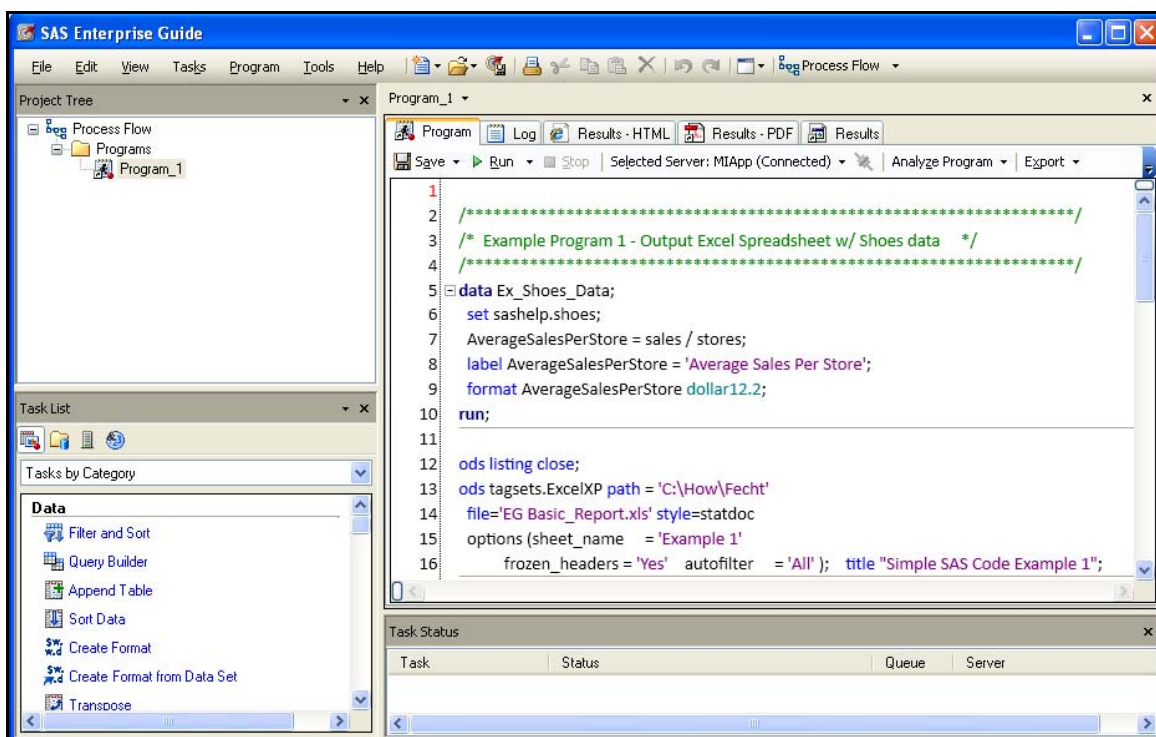 SAS Enterprise Guide
File Edit View Tasks Program Tools Help Process Flow
Project Tree
Process Flow
Programs
Program_1
Task List
Tasks by Category
Data
Filter and Sort
Query Builder
Append Table
Sort Data
Create Format
Create Format from Data Set
Transpose
Program_1
Program Log Results - HTML Results - PDF Results
Save Run Stop Selected Server: MIApp (Connected) Analyze Program Export
1
2 /********************************************************************/
3 /* Example Program 1 - Output Excel Spreadsheet w/ Shoes data */
4 /********************************************************************/
5 data Ex_Shoes_Data;
6 set sashelp.shoes;
7 AverageSalesPerStore = sales / stores;
8 label AverageSalesPerStore = 'Average Sales Per Store';
9 format AverageSalesPerStore dollar12.2;
10 run;
11
12 ods listing close;
13 ods tagsets.ExcelXP path = 'C:\How\Fecht'
14 file='EG Basic_Report.xls' style=statdoc
15 options (sheet_name = 'Example 1'
16 frozen_headers = 'Yes' autofilter = 'All' ); title "Simple SAS Code Example 1";
Task Status
Task Status Queue Server